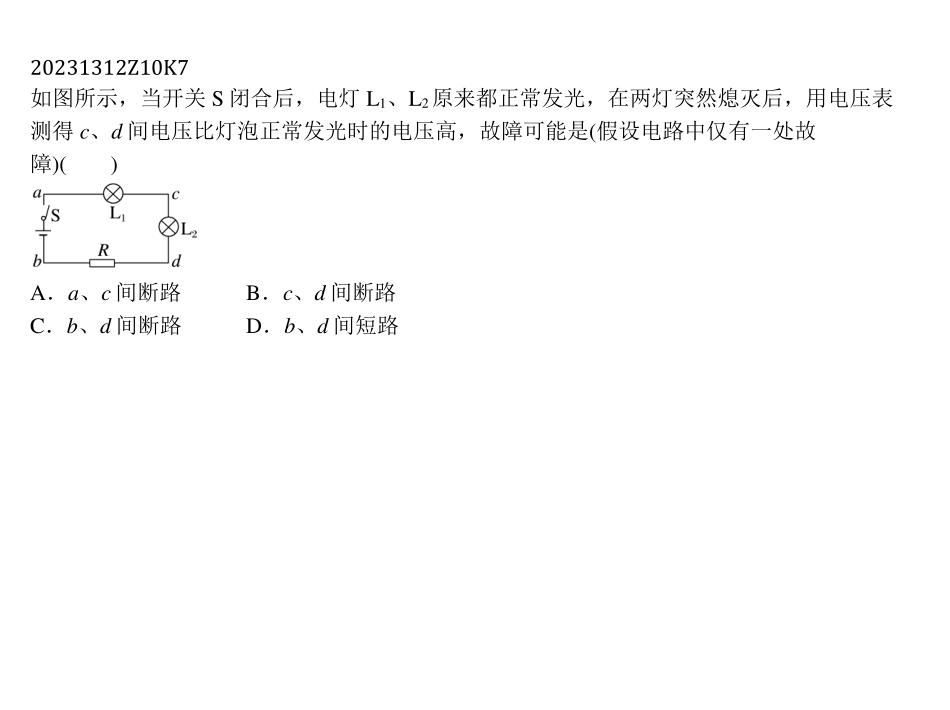 20231312Z10K7
如图所示，当开关 S 闭合后，电灯 L₁、L₂ 原来都正常发光，在两灯突然熄灭后，用电压表
测得 c、d 间电压比灯泡正常发光时的电压高，故障可能是(假设电路中仅有一处故
障)(　　)
a c
S L₁
L₂
R
b d
A．a、c 间断路　　B．c、d 间断路
C．b、d 间断路　　D．b、d 间短路